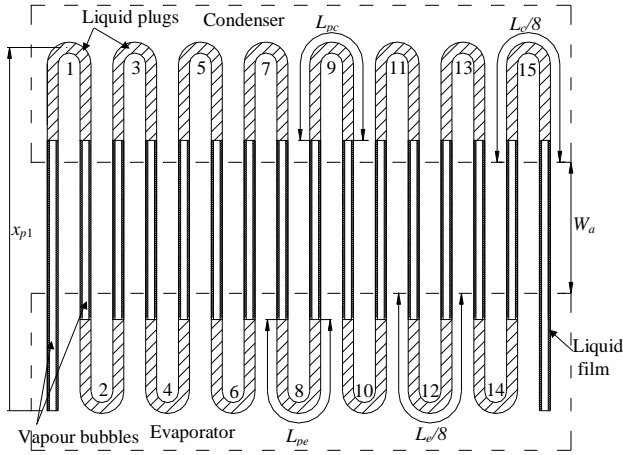 Liquid plugs
Condenser
L_pc
L_c/8
1
3
5
7
9
11
13
15
x_p1
W_a
2
4
6
8
10
12
14
Liquid
film
Vapour bubbles
Evaporator
L_pe
L_e/8